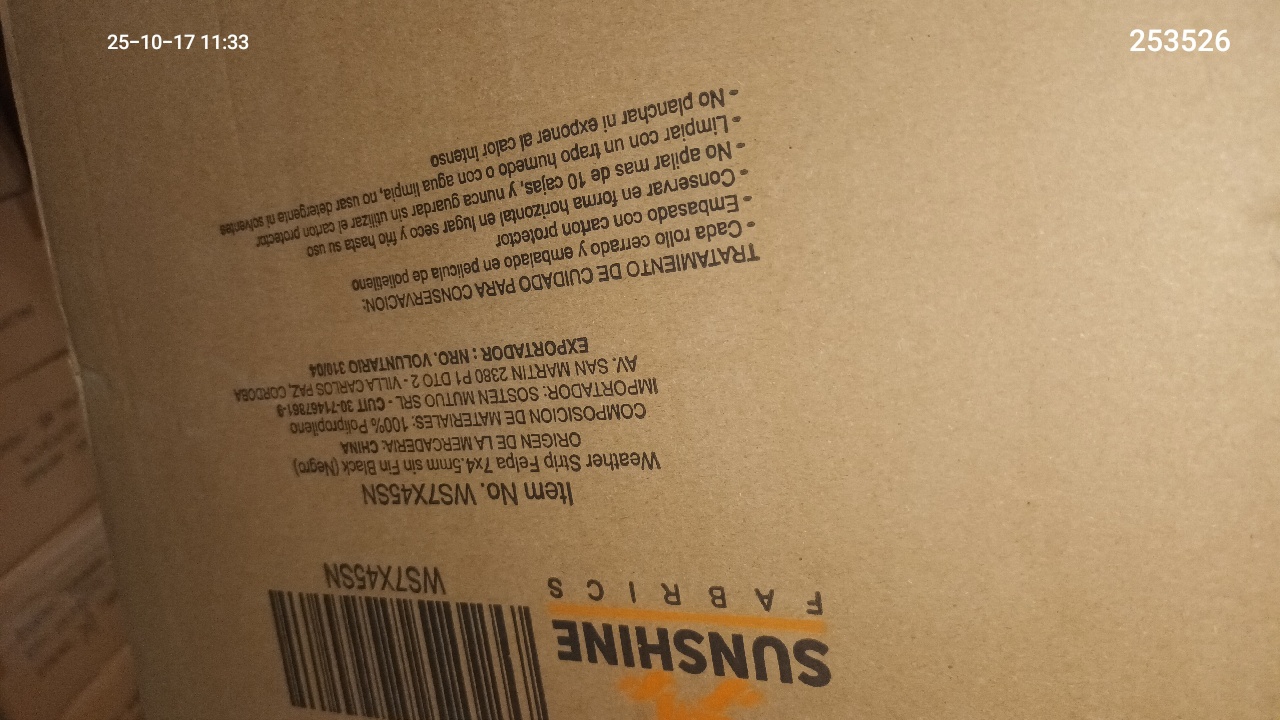 25-10-17 11:33
253526
SUNSHINE
FABRICS
WS7X45SN
Item No. WS7X45SN
Weather Strip Felpa 7x4.5mm sin Fin Black (Negro)
ORIGEN DE LA MERCADERIA: CHINA
COMPOSICION DE MATERIALES: 100% Polipropileno
IMPORTADOR: SOSTEN MUTUO SRL - CUIT 30-71467861-9
AV. SAN MARTIN 2380 P1 DTO 2 - VILLA CARLOS PAZ, CORDOBA
EXPORTADOR : NRO. VOLUNTARIO 310/04
TRATAMIENTO DE CUIDADO PARA CONSERVACION:
- Cada rollo cerrado y embalado en pelicula de polietileno
- Embasado con carton protector
- Conservar en forma horizontal en lugar seco y frio hasta su uso
- No apilar mas de 10 cajas, y nunca guardar sin utilizar el carton protector
- Limpiar con un trapo humedo o con agua limpia, no usar detergente ni solventes
- No planchar ni exponer al calor intenso